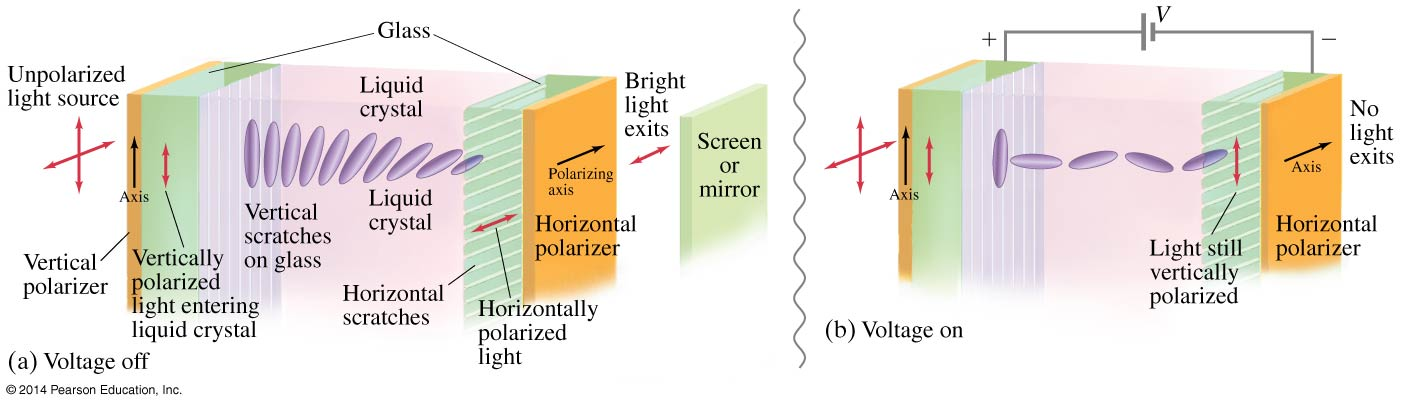 Glass
Unpolarized
light source
Liquid
crystal
Bright
light
exits
Screen
or
mirror
Axis
Polarizing
axis
Liquid
crystal
Vertical
scratches
on glass
Horizontal
polarizer
Vertical
polarizer
Vertically
polarized
light entering
liquid crystal
Horizontal
scratches
Horizontally
polarized
light
(a) Voltage off
© 2014 Pearson Education, Inc.
V
+
−
No
light
exits
Axis
Axis
Horizontal
polarizer
Light still
vertically
polarized
(b) Voltage on